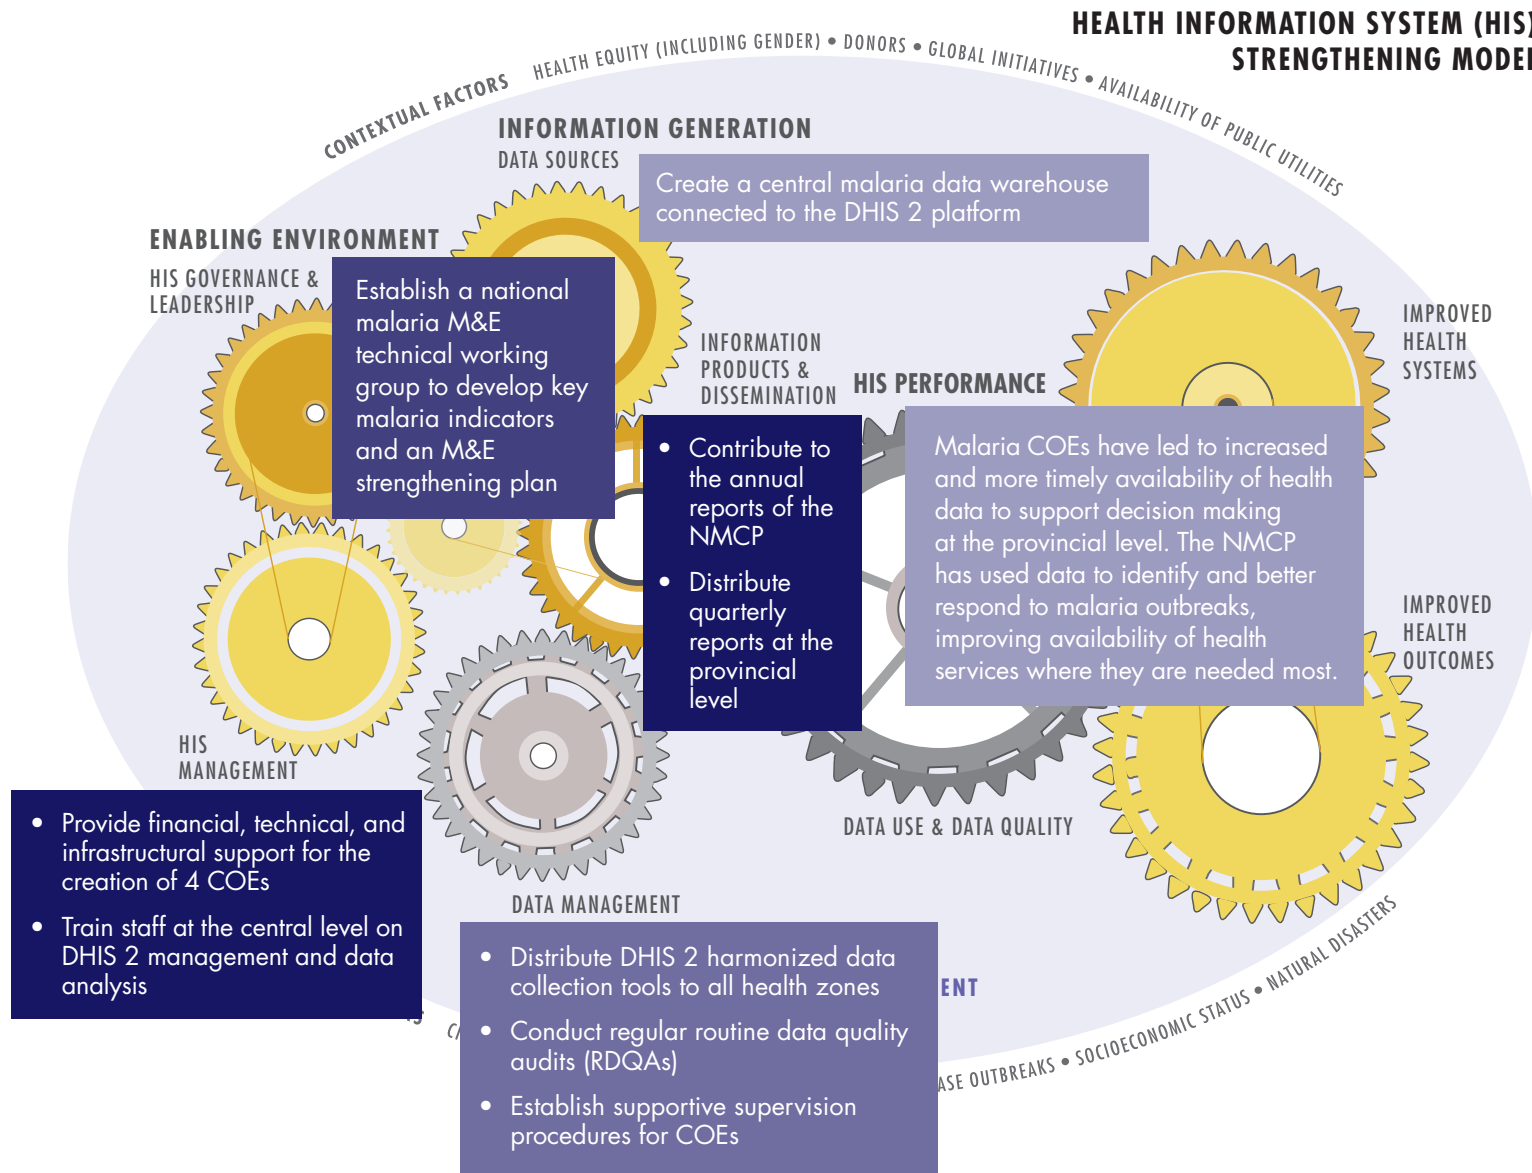 HEALTH INFORMATION SYSTEM (HIS)
STRENGTHENING MODEL
CONTEXTUAL FACTORS HEALTH EQUITY (INCLUDING GENDER) • DONORS • GLOBAL INITIATIVES • AVAILABILITY OF PUBLIC UTILITIES
INFORMATION GENERATION
DATA SOURCES
Create a central malaria data warehouse
connected to the DHIS 2 platform
ENABLING ENVIRONMENT
HIS GOVERNANCE &
LEADERSHIP
Establish a national
malaria M&E
technical working
group to develop key
malaria indicators
and an M&E
strengthening plan
INFORMATION
PRODUCTS &
DISSEMINATION
HIS PERFORMANCE
IMPROVED
HEALTH
SYSTEMS
• Contribute to
the annual
reports of the
NMCP
• Distribute
quarterly
reports at the
provincial
level
Malaria COEs have led to increased
and more timely availability of health
data to support decision making
at the provincial level. The NMCP
has used data to identify and better
respond to malaria outbreaks,
improving availability of health
services where they are needed most.
IMPROVED
HEALTH
OUTCOMES
HIS
MANAGEMENT
• Provide financial, technical, and
infrastructural support for the
creation of 4 COEs
• Train staff at the central level on
DHIS 2 management and data
analysis
DATA USE & DATA QUALITY
DATA MANAGEMENT
• Distribute DHIS 2 harmonized data
collection tools to all health zones
• Conduct regular routine data quality
audits (RDQAs)
• Establish supportive supervision
procedures for COEs
ENT
ASE OUTBREAKS • SOCIOECONOMIC STATUS • NATURAL DISASTERS